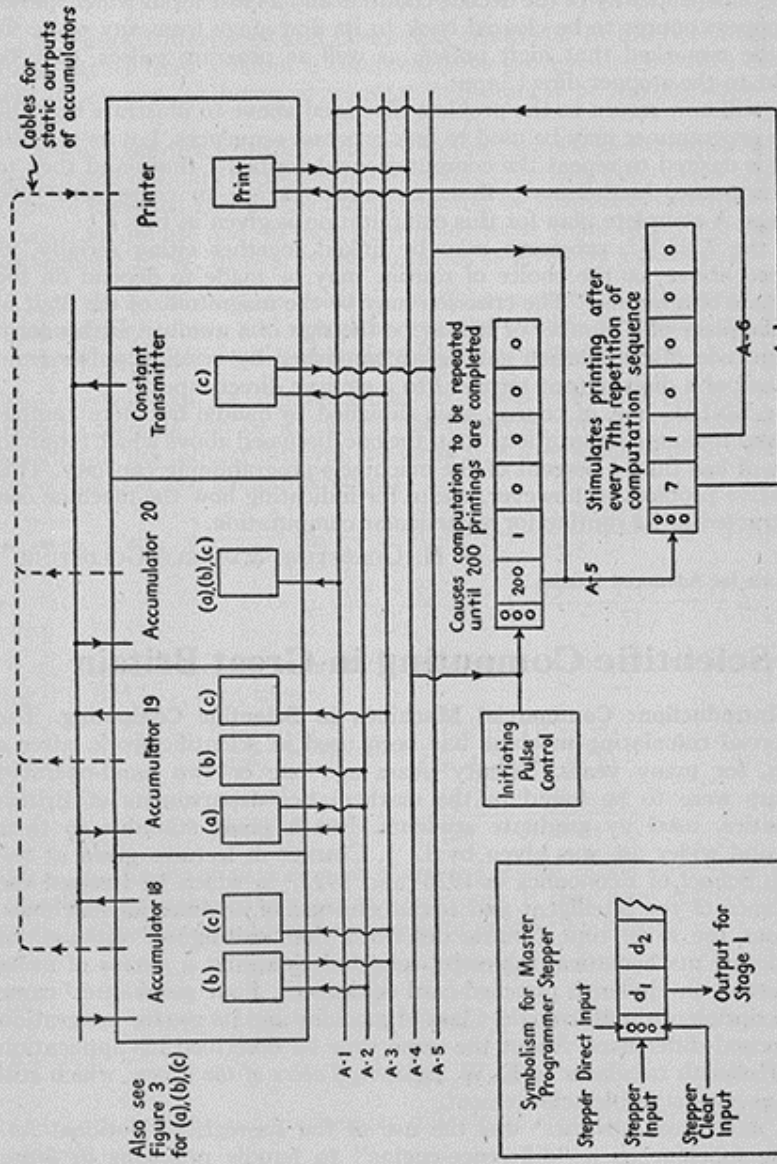 Cables for
static outputs
of accumulators
Also see
Figure 3
for (a),(b),(c)
Accumulator 18
Accumulator 19
Accumulator 20
Constant
Transmitter
Printer
(b)
(c)
(a)
(b)
(c)
(a),(b),(c)
(c)
Print
A-1
A-2
A-3
A-4
A-5
Causes computation to be repeated
until 200 printings are completed
Initiating
Pulse
Control
200 1 0 0 0 0
A-5
Stimulates printing after
every 7th repetition of
computation sequence
7 1 0 0 0 0
A-6
A-1
Symbolism for Master
Programmer Stepper
Stepper Direct Input
Stepper
Input
Stepper
Clear
Input
d1 d2
Output for
Stage 1